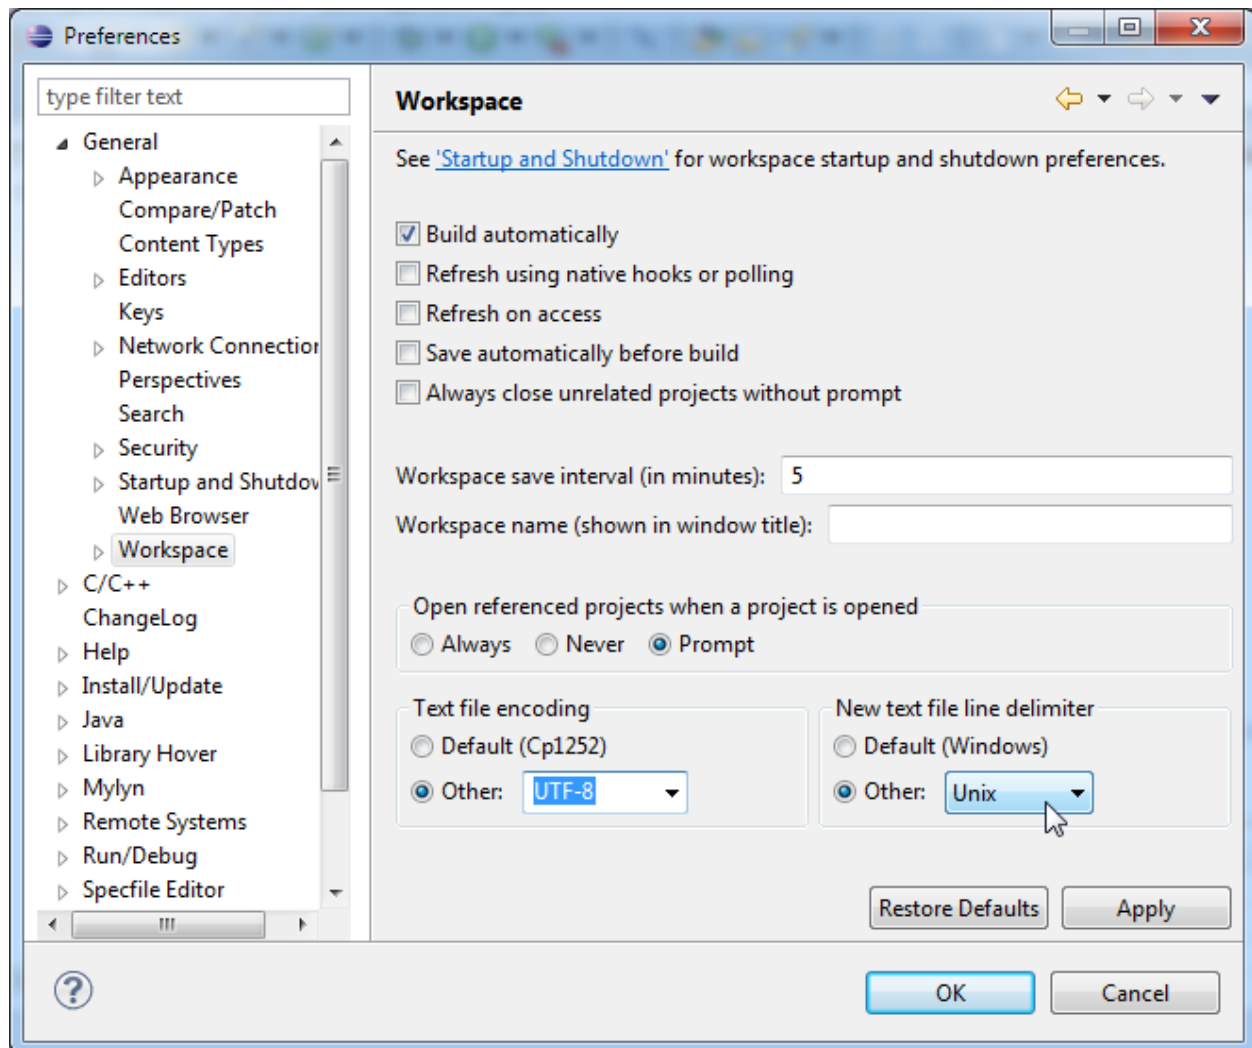 Preferences
type filter text
General
Appearance
Compare/Patch
Content Types
Editors
Keys
Network Connection
Perspectives
Search
Security
Startup and Shutdow
Web Browser
Workspace
C/C++
ChangeLog
Help
Install/Update
Java
Library Hover
Mylyn
Remote Systems
Run/Debug
Specfile Editor
Workspace
See 'Startup and Shutdown' for workspace startup and shutdown preferences.
Build automatically
Refresh using native hooks or polling
Refresh on access
Save automatically before build
Always close unrelated projects without prompt
Workspace save interval (in minutes): 5
Workspace name (shown in window title):
Open referenced projects when a project is opened
Always Never Prompt
Text file encoding
Default (Cp1252)
Other: UTF-8
New text file line delimiter
Default (Windows)
Other: Unix
Restore Defaults Apply
OK Cancel